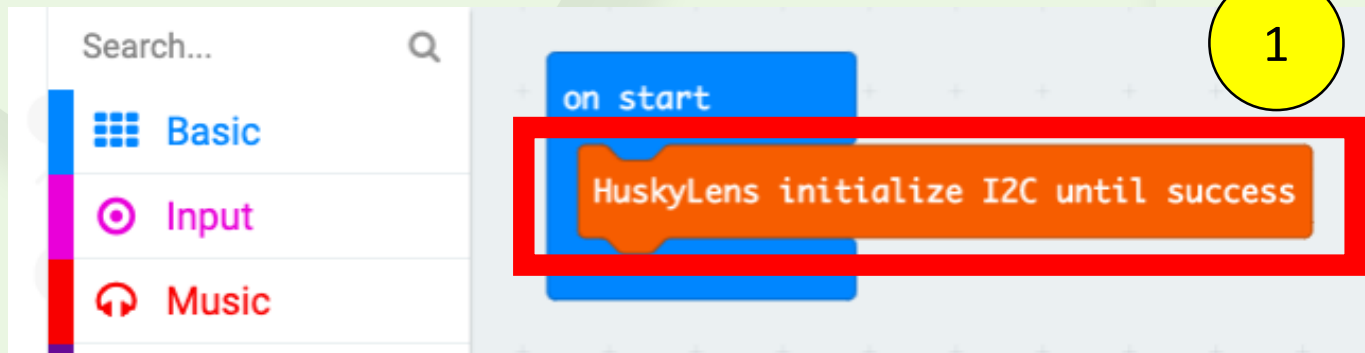 Search...
1
on start
Basic
HuskyLens initialize I2C until success
Input
Music